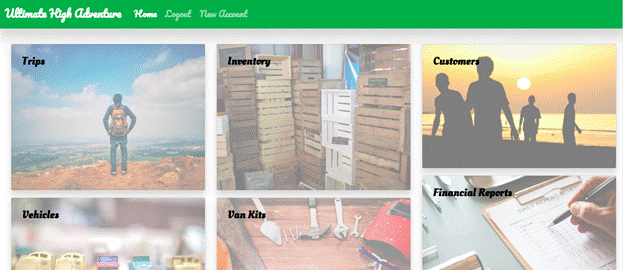 Ultimate High Adventure Home Logout New Account
Trips
Inventory
Customers
Financial Reports
Vehicles
Van Kits